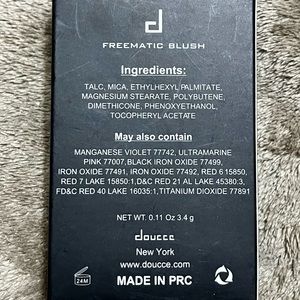 d
FREEMATIC BLUSH
Ingredients:
TALC, MICA, ETHYLHEXYL PALMITATE,
MAGNESIUM STEARATE, POLYBUTENE
DIMETHICONE, PHENOXYETHANOL,
TOCOPHERYL ACETATE
May also contain
MANGANESE VIOLET 77742, ULTRAMARINE
PINK 77007,BLACK IRON OXIDE 77499,
IRON OXIDE 77491, IRON OXIDE 77492, RED 6 15850,
RED 7 LAKE 15850:1,D&C RED 21 AL LAKE 45380:3,
FD&C RED 40 LAKE 16035:1,TITANIUM DIOXIDE 77891
NET WT. 0.11 Oz 3.4 g
doucce
New York
www.doucce.com
24M
MADE IN PRC